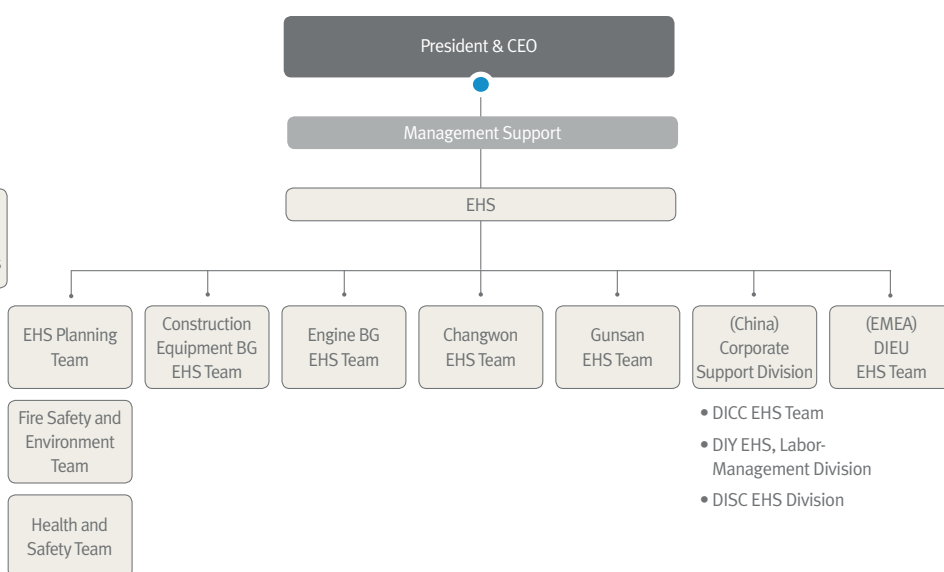 President & CEO
Management Support
EHS
EHS Planning
Team
Construction
Equipment BG
EHS Team
Engine BG
EHS Team
Changwon
EHS Team
Gunsan
EHS Team
(China)
Corporate
Support Division
(EMEA)
DIEU
EHS Team
Fire Safety and
Environment
Team
Health and
Safety Team
• DICC EHS Team
• DIY EHS, Labor-
Management Division
• DISC EHS Division